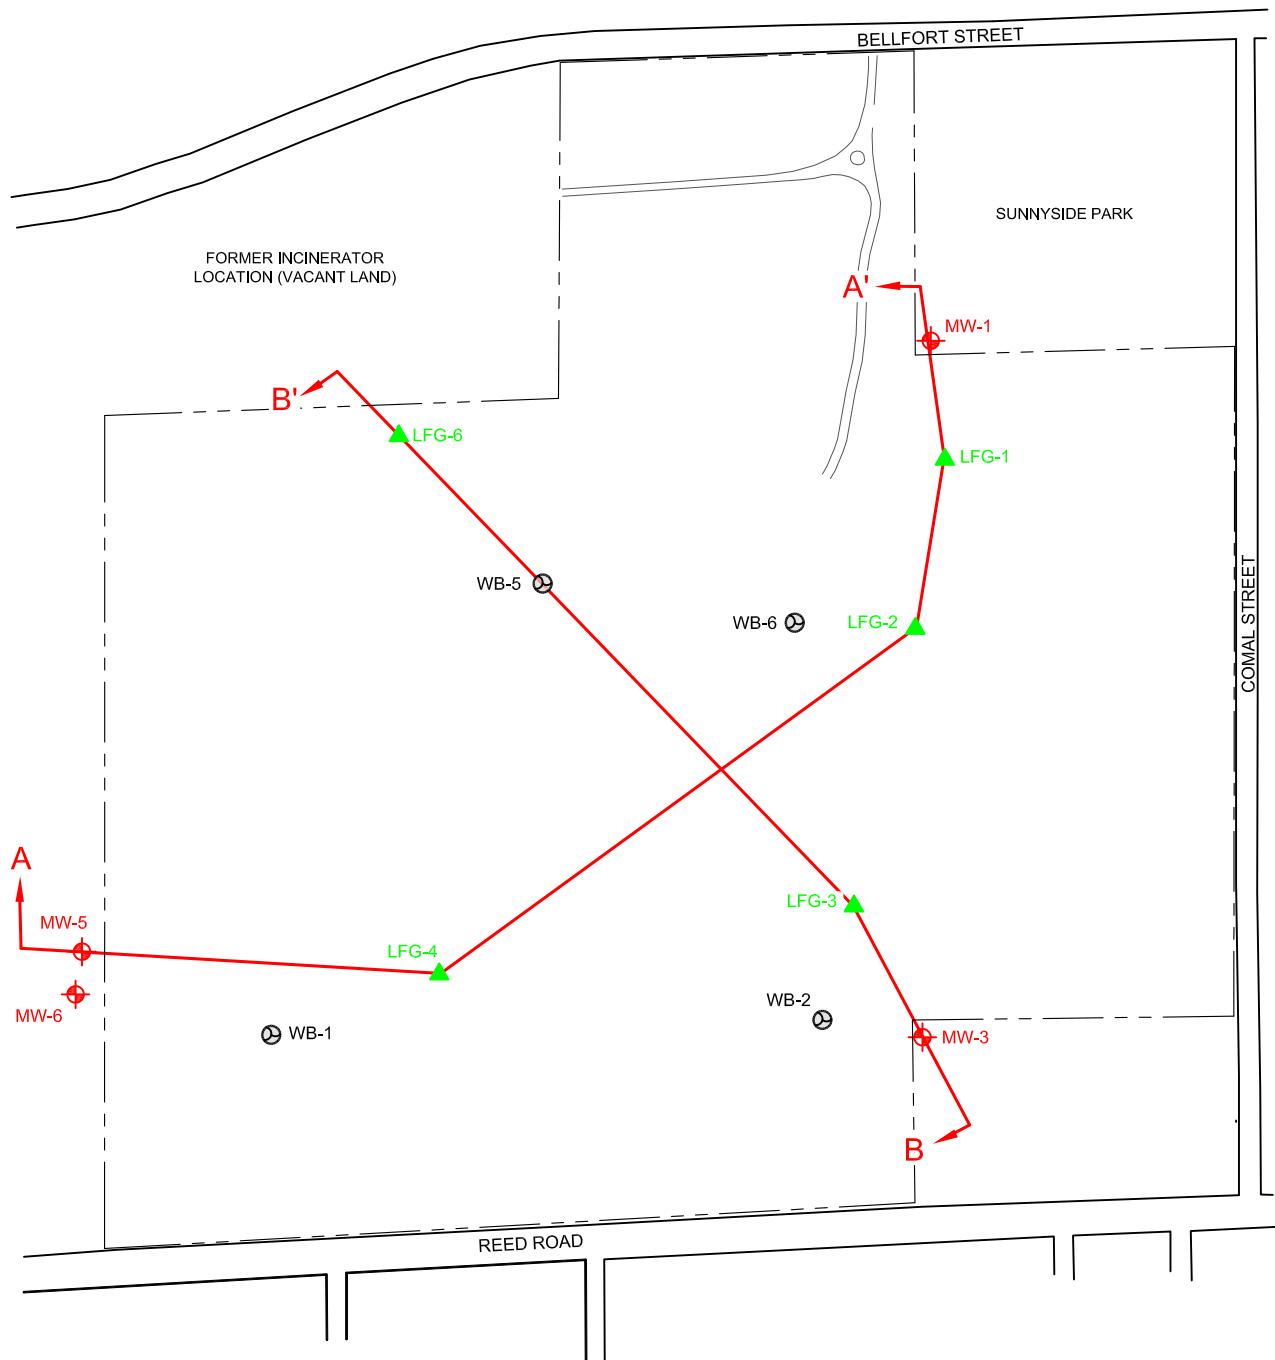 BELLFORT STREET
SUNNYSIDE PARK
FORMER INCINERATOR
LOCATION (VACANT LAND)
A'
MW-1
B'
LFG-6
LFG-1
WB-5
WB-6
LFG-2
COMAL STREET
A
LFG-3
MW-5
LFG-4
WB-2
MW-6
WB-1
MW-3
B
REED ROAD